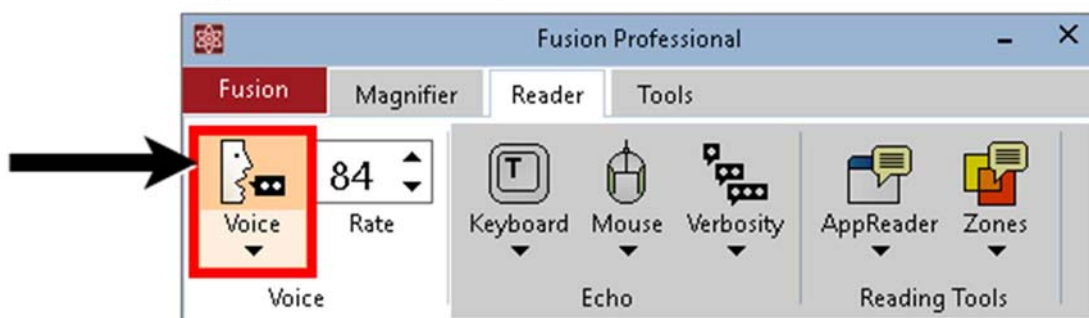 Fusion Professional
Fusion Magnifier Reader Tools
84 T
Voice Rate Keyboard Mouse Verbosity AppReader Zones
Voice Echo Reading Tools